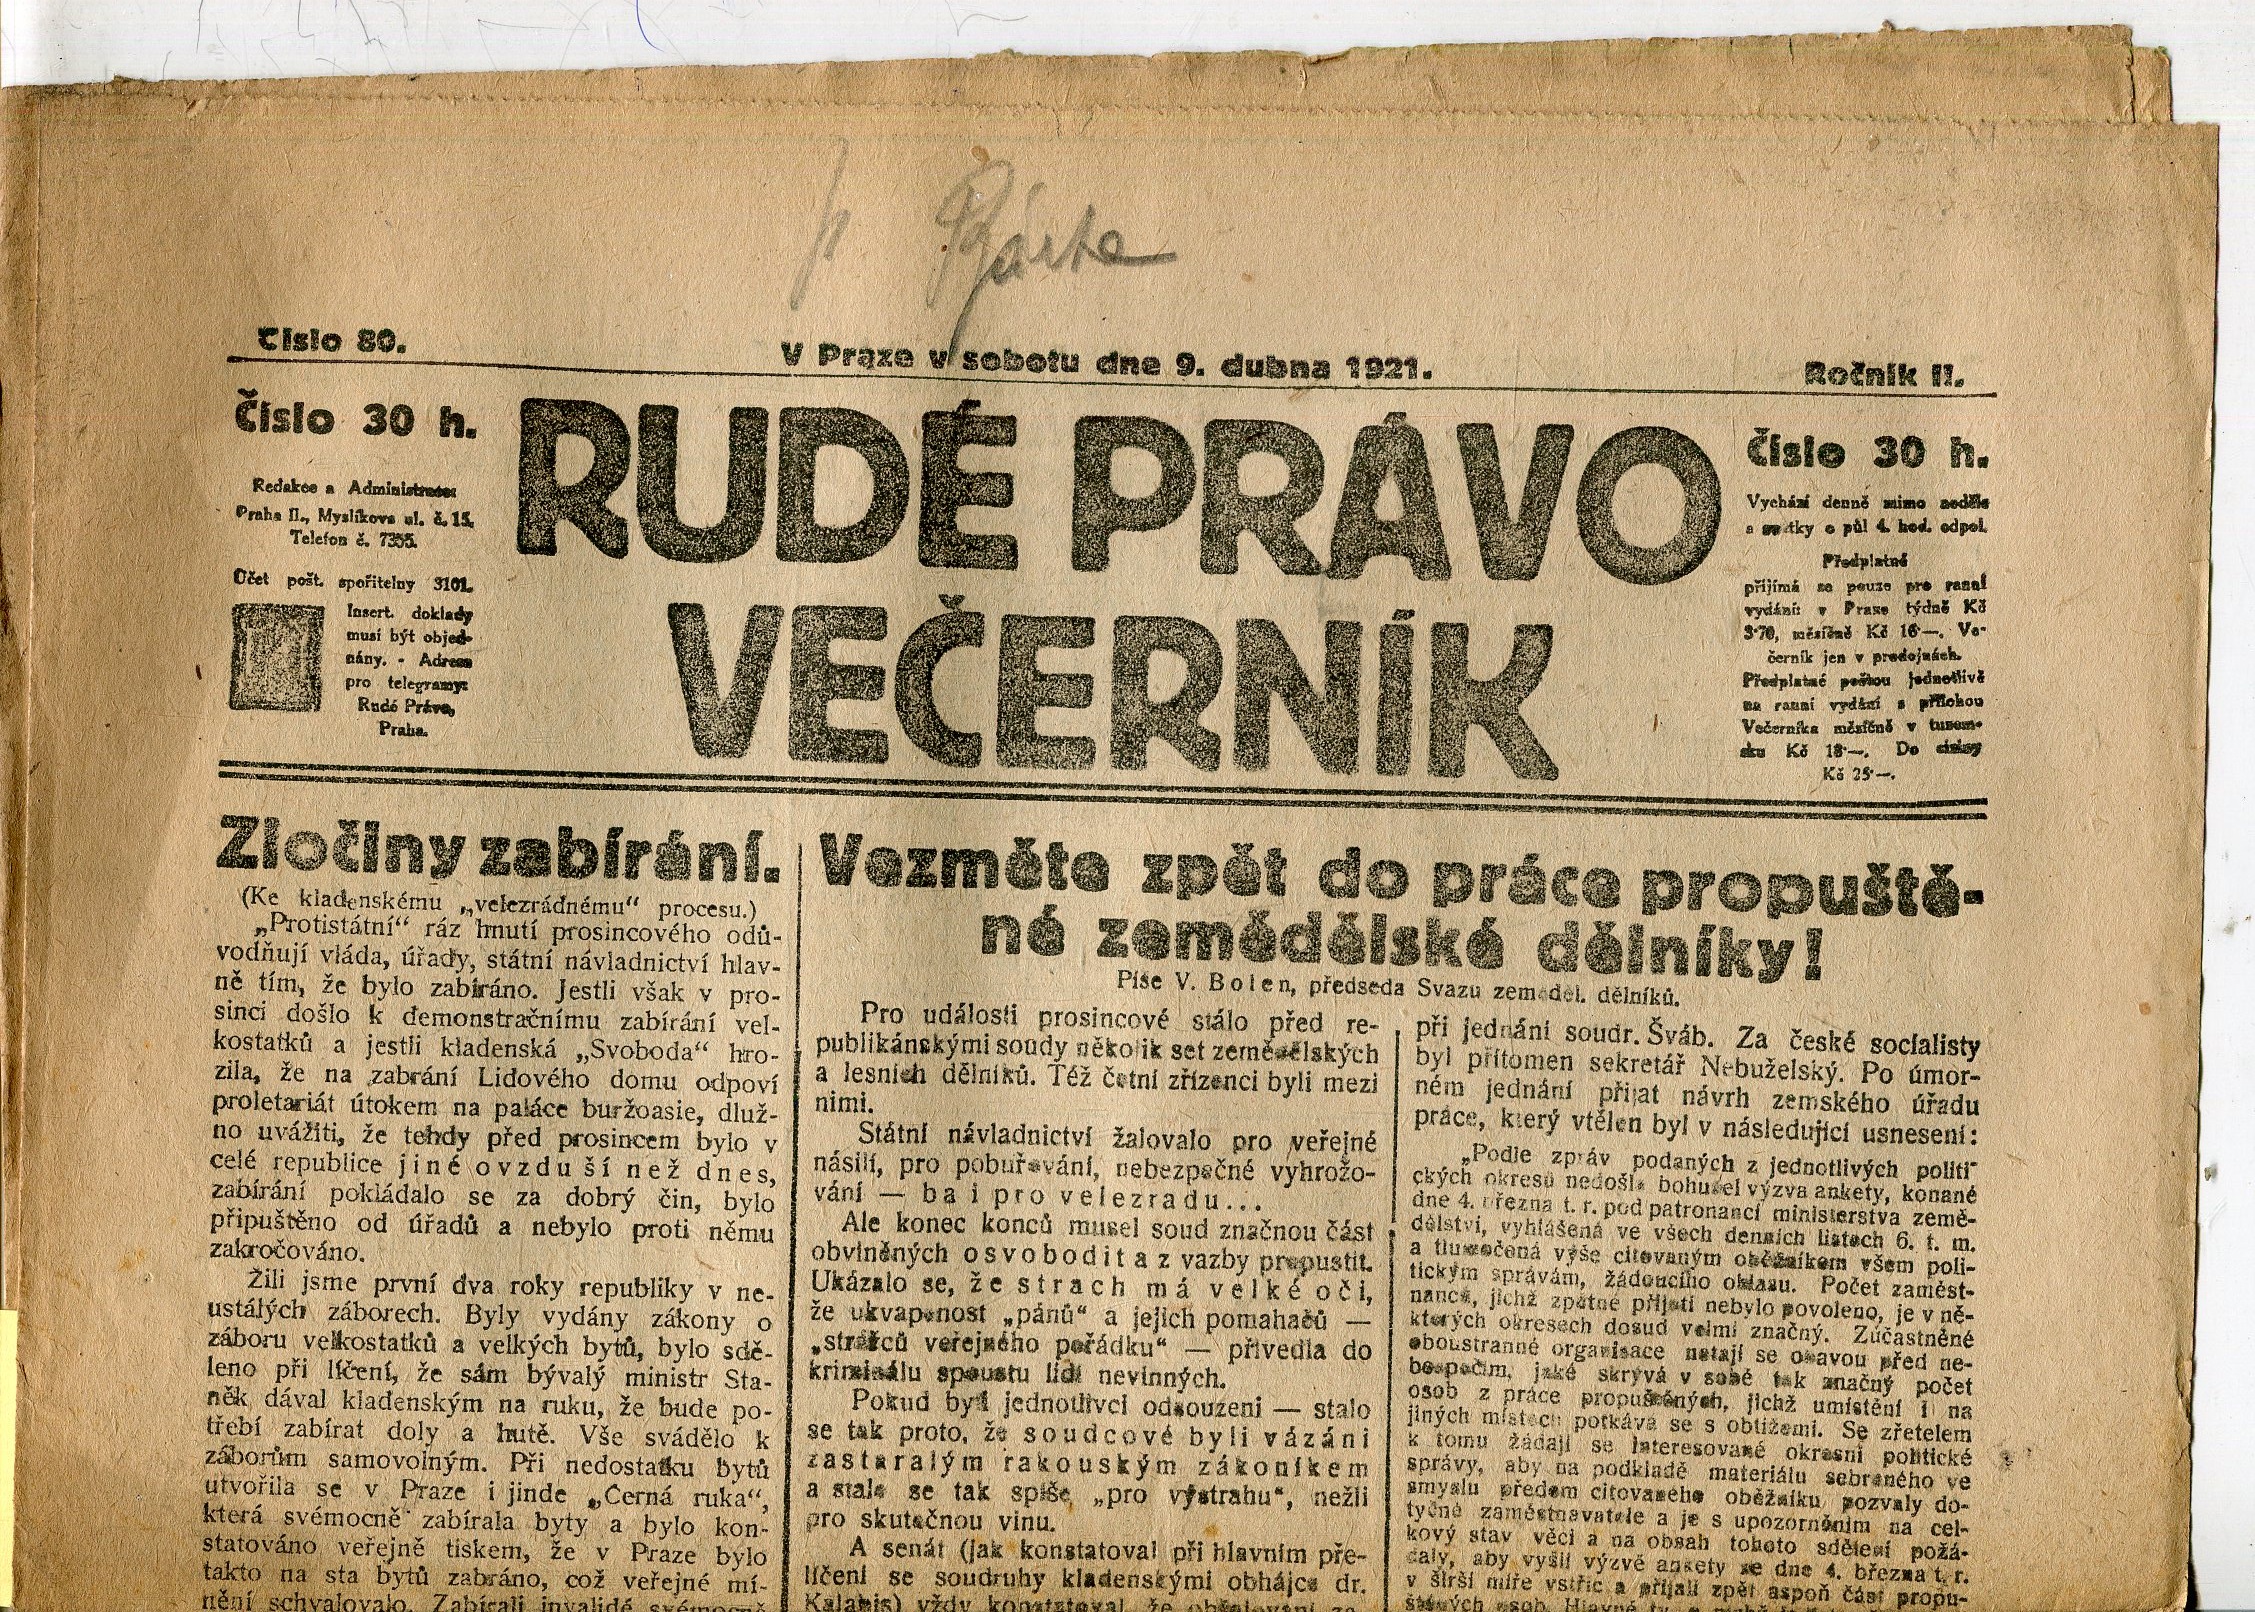 Číslo 80.
V Praze v sobotu dne 9. dubna 1921.
Ročník II.
Číslo 30 h.
Redakce a Administrace:
Praha II., Myslíkova ul. č. 15.
Telefon č. 7355.
Účet pošt. spořitelny 3101.
Insert. doklady
musí být objed-
nány. - Adresa
pro telegramy:
Rudé Právo,
Praha.
RUDÉ PRÁVO
VEČERNÍK
Číslo 30 h.
Vychází denně mimo neděle
a svátky o půl 4. hod. odpol.
Předplatné
přijímá se pouze pro ranní
vydání: v Praze týdně Kč
3·70, měsíčně Kč 16·—. Ve-
černík jen v prodejnách.
Předplatné poštou jednotlivě
na ranní vydání s přílohou
Večerníka měsíčně v tuzem-
sku Kč 18·—. Do ciziny
Kč 25·—.
Zločiny zabírání.
(Ke kladenskému „velezrádnému“ procesu.)
„Protistátní“ ráz hnutí prosincového odů-
vodňují vláda, úřady, státní návladnictví hlav-
ně tím, že bylo zabíráno. Jestli však v pro-
sinci došlo k demonstračnímu zabírání vel-
kostatků a jestli kladenská „Svoboda“ hro-
zila, že na zabrání Lidového domu odpoví
proletariát útokem na paláce buržoasie, dluž-
no uvážiti, že tehdy před prosincem bylo v
celé republice jiné ovzduší než dnes,
zabírání pokládalo se za dobrý čin, bylo
připuštěno od úřadů a nebylo proti němu
zakročováno.
Žili jsme první dva roky republiky v ne-
ustálých záborech. Byly vydány zákony o
záboru velkostatků a velkých bytů, bylo sdě-
leno při líčení, že sám bývalý ministr Sta-
něk dával kladenským na ruku, že bude po-
třebí zabírat doly a hutě. Vše svádělo k
záborům samovolným. Při nedostatku bytů
utvořila se v Praze i jinde „Černá ruka“,
která svémocně zabírala byty a bylo kon-
statováno veřejně tiskem, že v Praze bylo
takto na sta bytů zabráno, což veřejné mí-
nění schvalovalo. Zabírali invalidé svémocně
Vezměte zpět do práce propuště-
né zemědělské dělníky!
Píše V. Bolen, předseda Svazu zeměděl. dělníků.
Pro události prosincové stálo před re-
publikánskými soudy několik set zemědělských
a lesních dělníků. Též četní zřízenci byli mezi
nimi.
Státní návladnictví žalovalo pro veřejné
násilí, pro pobuřování, nebezpečné vyhrožo-
vání — ba i pro velezradu...
Ale konec konců musel soud značnou část
obviněných osvobodit a z vazby propustit.
Ukázalo se, že strach má velké oči,
že ukvapenost „pánů“ a jejich pomahačů —
„strážců veřejného pořádku“ — přivedla do
kriminálu spoustu lidí nevinných.
Pokud byli jednotlivci odsouzeni — stalo
se tak proto, že soudcové byli vázáni
zastaralým rakouským zákoníkem
a stalo se tak spíše „pro výstrahu“, nežli
pro skutečnou vinu.
A senát (jak konstatoval při hlavním pře-
líčení se soudruhy kladenskými obhájce dr.
Kalabis) vždy konstatoval, že
při jednání soudr. Šváb. Za české socialisty
byl přítomen sekretář Nebuželský. Po úmor-
ném jednání přijat návrh zemského úřadu
práce, který vtělen byl v následující usnesení:
„Podle zpráv podaných z jednotlivých politi-
ckých okresů nedošla bohužel výzva ankety, konané
dne 4. března t. r. pod patronancí ministerstva země-
dělství, vyhlášená ve všech denních listech 6. t. m.
a tlumočená výše citovaným oběžníkem všem poli-
tickým správám, žádoucího ohlasu. Počet zaměst-
nanců, jichž zpětné přijetí nebylo povoleno, je v ně-
kterých okresech dosud velmi značný. Zúčastněné
oboustranné organisace netají se obavou před ne-
bezpečím, jaké skrývá v sobě tak značný počet
osob z práce propuštěných, jichž umístění i na
jiných místech potkává se s obtížemi. Se zřetelem
k tomu žádají se interesované okresní politické
správy, aby na podkladě materiálu sebraného ve
smyslu předem citovaného oběžníku pozvaly do-
tyčné zaměstnavatele a je s upozorněním na cel-
kový stav věci a na obsah tohoto sdělení požá-
daly, aby vyšli výzvě ankety ze dne 4. března t. r.
v širší míře vstříc a přijali zpět aspoň část propu-
štěných osob.